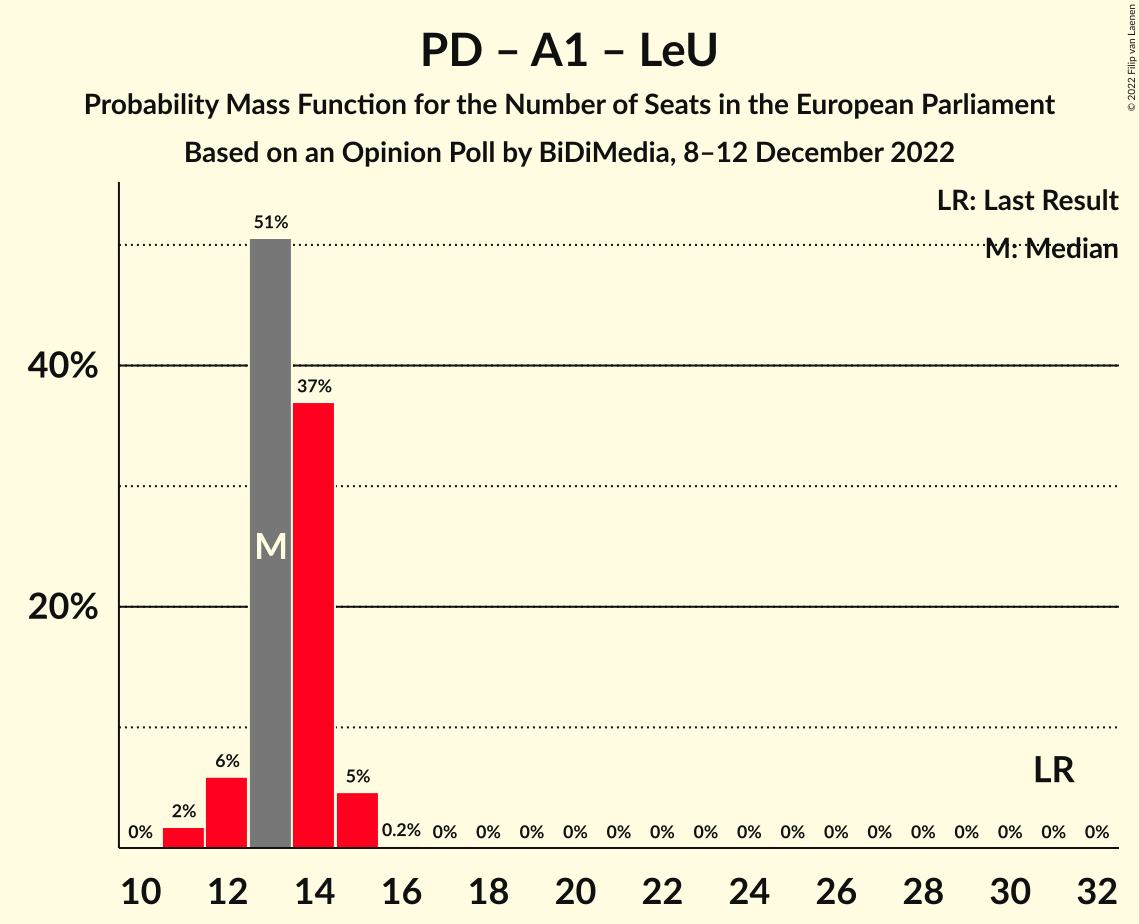 PD – A1 – LeU
Probability Mass Function for the Number of Seats in the European Parliament
Based on an Opinion Poll by BiDiMedia, 8–12 December 2022
© 2022 Filip van Laenen
LR: Last Result
M: Median
51%
40%
37%
M
20%
LR
6%
5%
2%
0% 0.2% 0% 0% 0% 0% 0% 0% 0% 0% 0% 0% 0% 0% 0% 0% 0% 0%
10 12 14 16 18 20 22 24 26 28 30 32